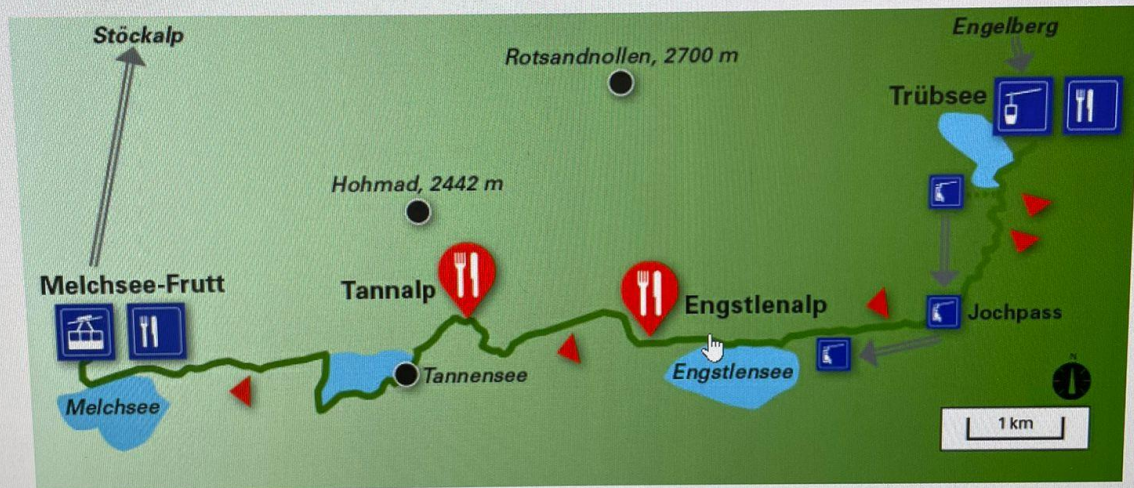 Stöckalp
Engelberg
Rotsandnollen, 2700 m
Trübsee
Hohmad, 2442 m
Melchsee-Frutt
Tannalp
Engstlenalp
Jochpass
Tannensee
Engstlensee
Melchsee
N
1 km